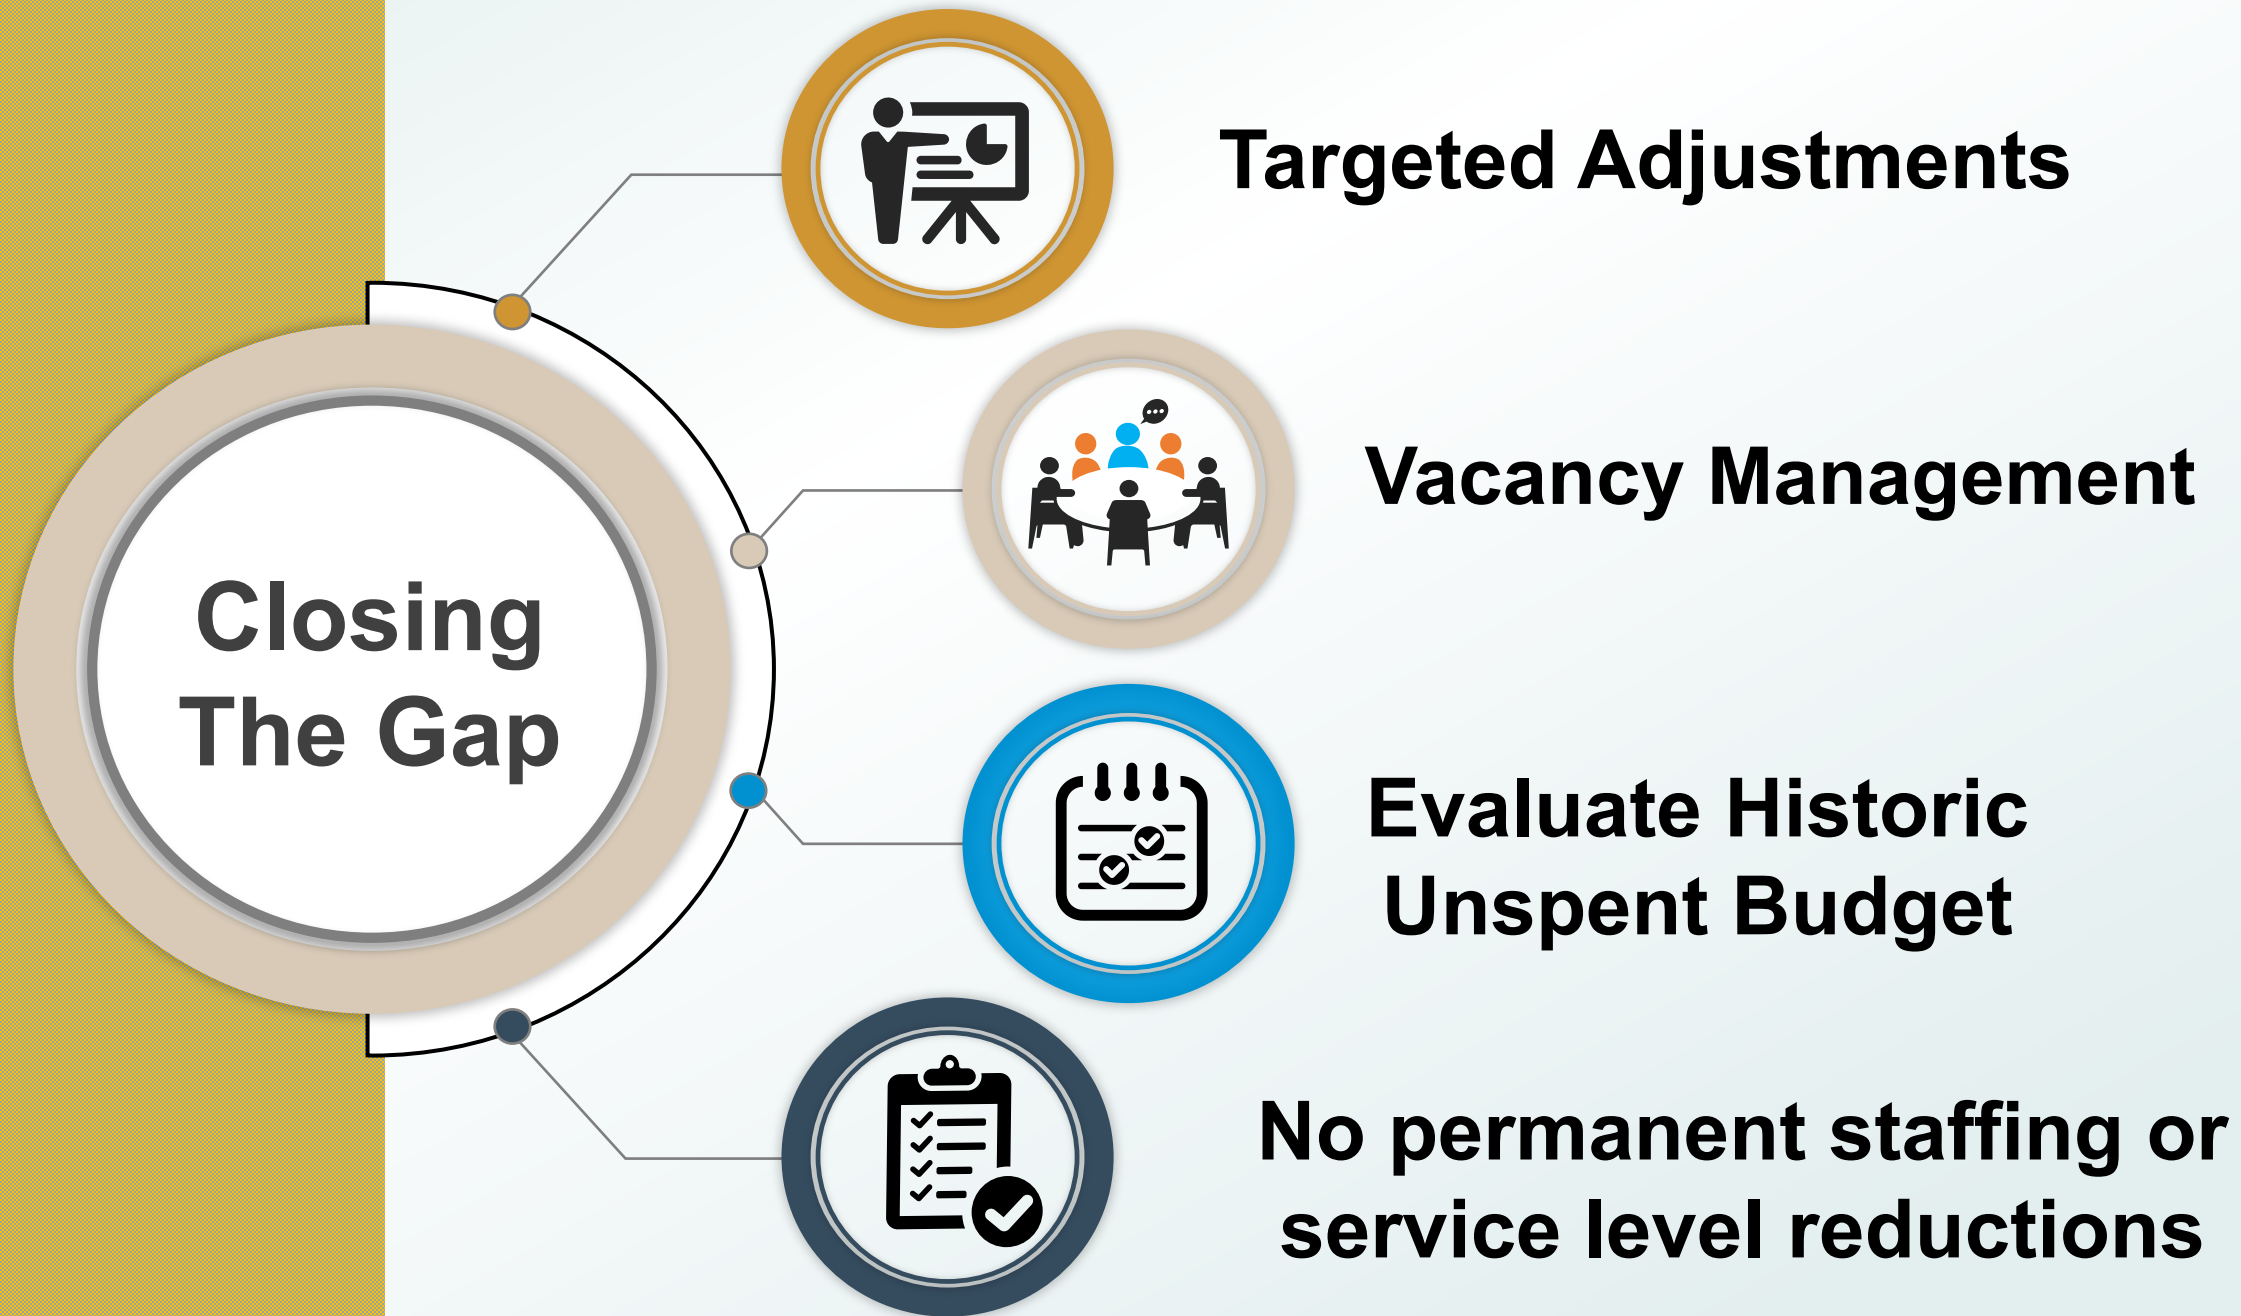 Closing
The Gap
Targeted Adjustments
Vacancy Management
Evaluate Historic
Unspent Budget
No permanent staffing or
service level reductions